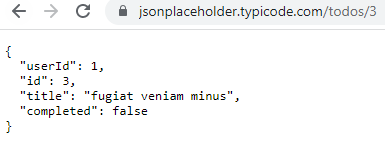 jsonplaceholder.typicode.com/todos/3
{
  "userId": 1,
  "id": 3,
  "title": "fugiat veniam minus",
  "completed": false
}